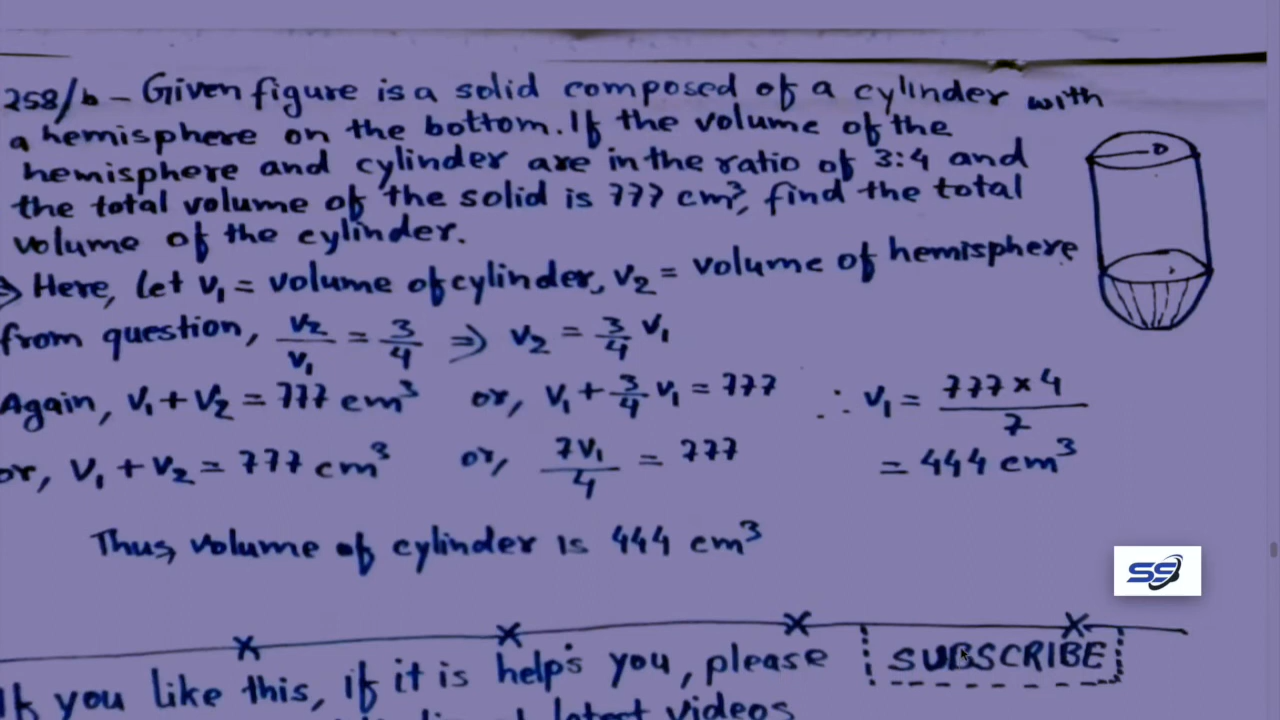 258/b - Given figure is a solid composed of a cylinder with
a hemisphere on the bottom. If the volume of the
hemisphere and cylinder are in the ratio of 3:4 and
the total volume of the solid is 777 cm³, find the total
volume of the cylinder.
⇒ Here, Let V₁ = volume of cylinder, V₂ = volume of hemisphere
from question, V₂/V₁ = 3/4 ⇒ V₂ = 3/4 V₁
Again, V₁ + V₂ = 777 cm³ or, V₁ + 3/4 V₁ = 777 ∴ V₁ = 777 × 4 / 7
or, V₁ + V₂ = 777 cm³ or, 7V₁/4 = 777 = 444 cm³
Thus, volume of cylinder is 444 cm³
SS
If you like this, if it is help's you, please SUBSCRIBE
latest videos